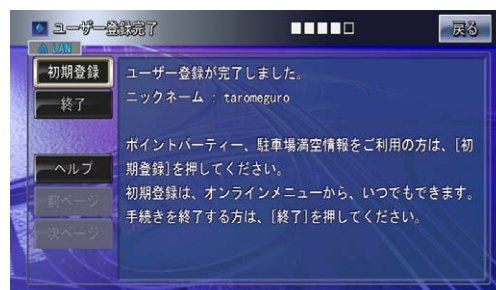 ユーザー登録完了
戻る
LAN
初期登録
終了
ヘルプ
前ページ
次ページ
ユーザー登録が完了しました。
ニックネーム : taromeguro
ポイントパーティー、駐車場満空情報をご利用の方は、[初
期登録]を押してください。
初期登録は、オンラインメニューから、いつでもできます。
手続きを終了する方は、[終了]を押してください。